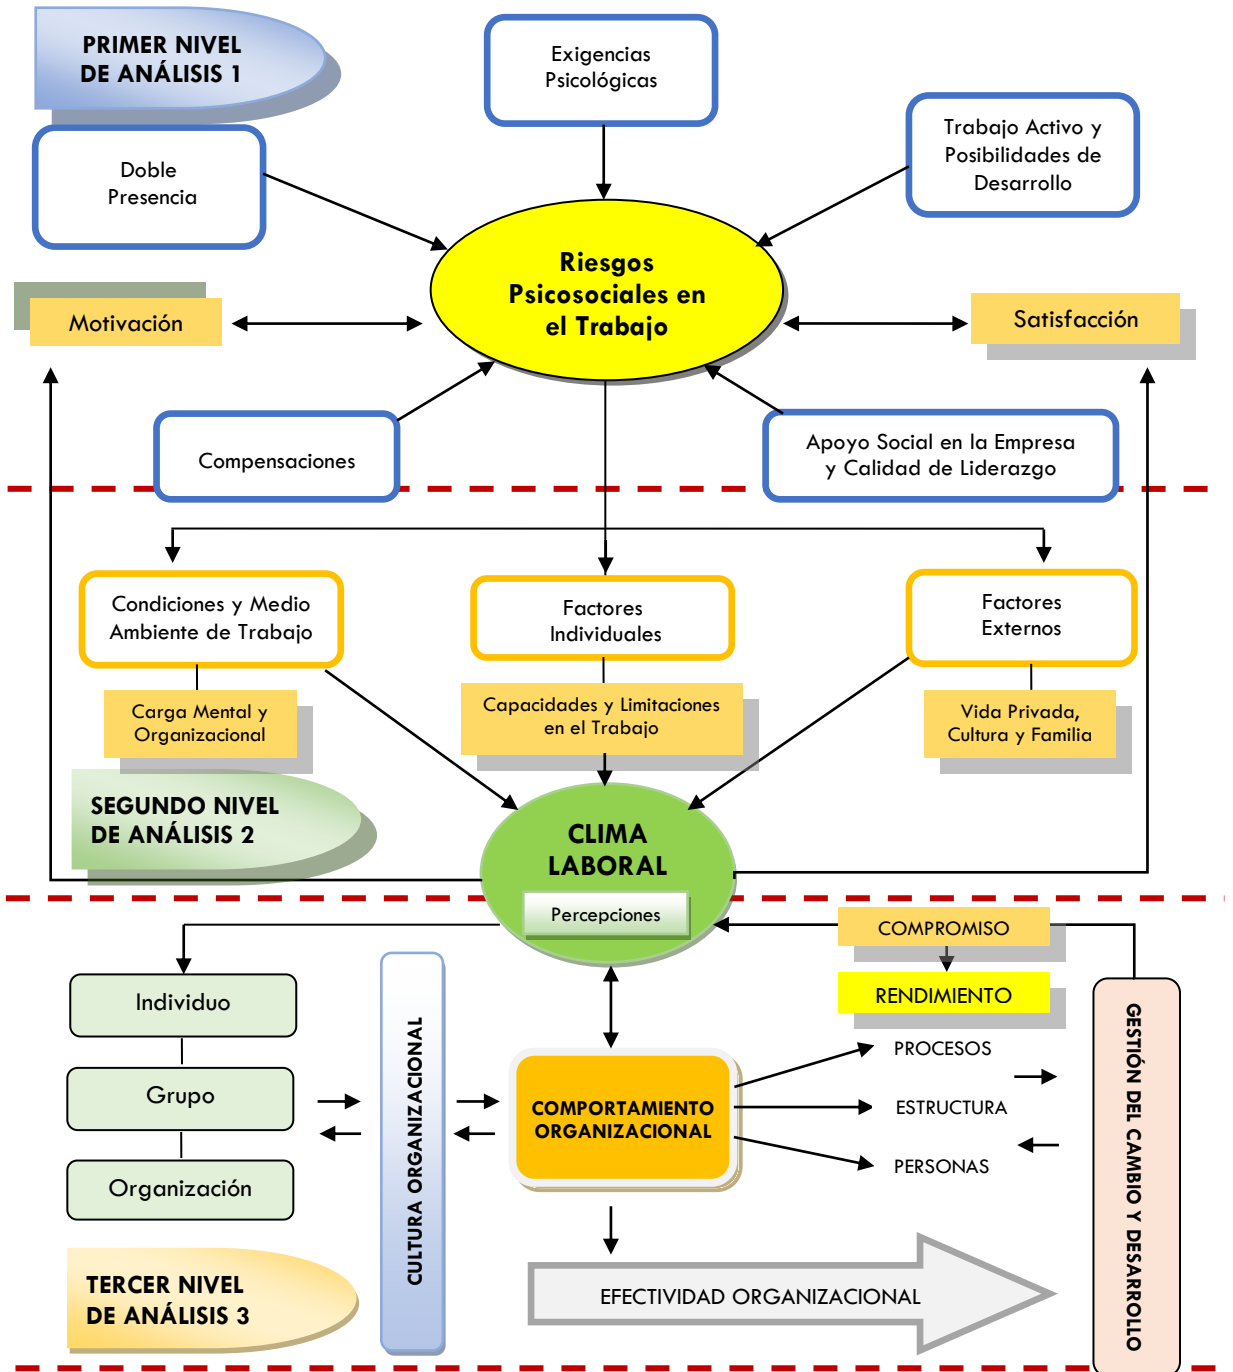 PRIMER NIVEL
DE ANÁLISIS 1
Exigencias
Psicológicas
Doble
Presencia
Trabajo Activo y
Posibilidades de
Desarrollo
Riesgos
Psicosociales en
el Trabajo
Motivación
Satisfacción
Compensaciones
Apoyo Social en la Empresa
y Calidad de Liderazgo
Condiciones y Medio
Ambiente de Trabajo
Factores
Individuales
Factores
Externos
Carga Mental y
Organizacional
Capacidades y Limitaciones
en el Trabajo
Vida Privada,
Cultura y Familia
SEGUNDO NIVEL
DE ANÁLISIS 2
CLIMA
LABORAL
Percepciones
COMPROMISO
RENDIMIENTO
Individuo
Grupo
Organización
CULTURA ORGANIZACIONAL
COMPORTAMIENTO
ORGANIZACIONAL
PROCESOS
ESTRUCTURA
PERSONAS
GESTIÓN DEL CAMBIO Y DESARROLLO
TERCER NIVEL
DE ANÁLISIS 3
EFECTIVIDAD ORGANIZACIONAL